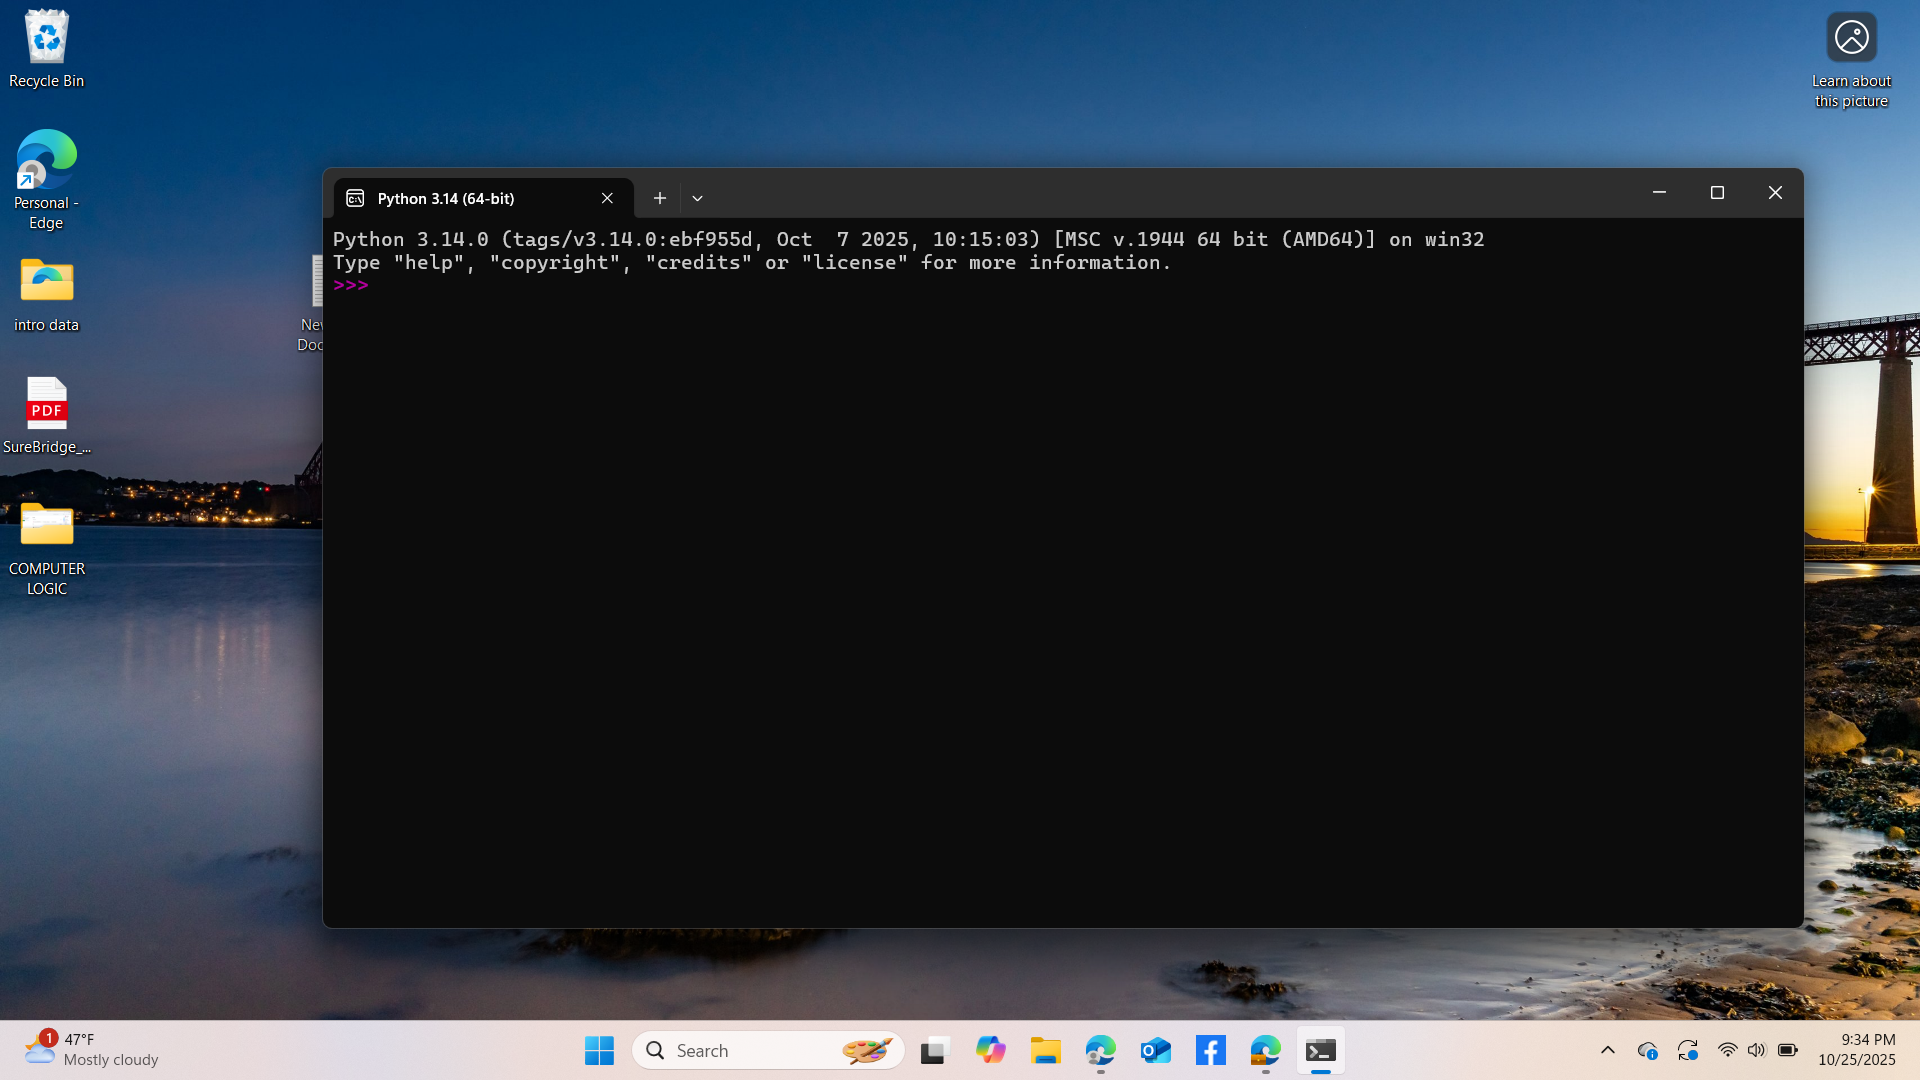 Recycle Bin
Personal -
Edge
intro data
PDF
SureBridge_...
COMPUTER
LOGIC
Learn about
this picture
Python 3.14 (64-bit)
Python 3.14.0 (tags/v3.14.0:ebf955d, Oct  7 2025, 10:15:03) [MSC v.1944 64 bit (AMD64)] on win32
Type "help", "copyright", "credits" or "license" for more information.
>>>
1
47°F
Mostly cloudy
Search
9:34 PM
10/25/2025